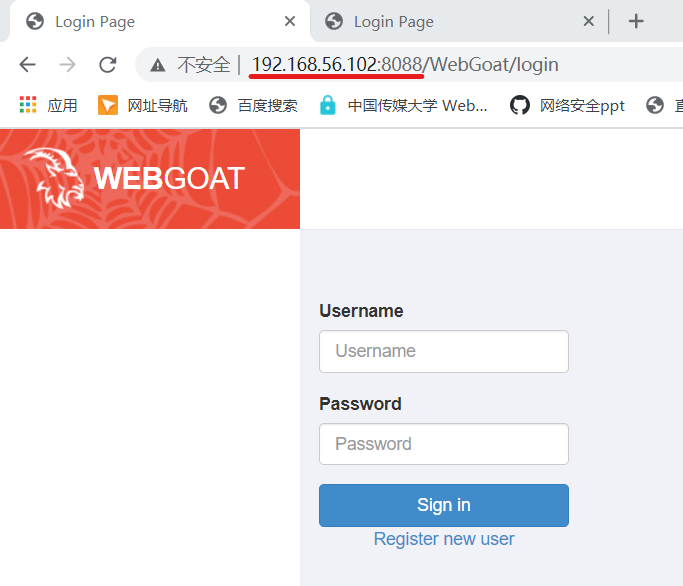 Login Page
Login Page
不安全 192.168.56.102:8088/WebGoat/login
应用 网址导航 百度搜索 中国传媒大学 Web... 网络安全ppt
WEBGOAT
Username
Username
Password
Password
Sign in
Register new user